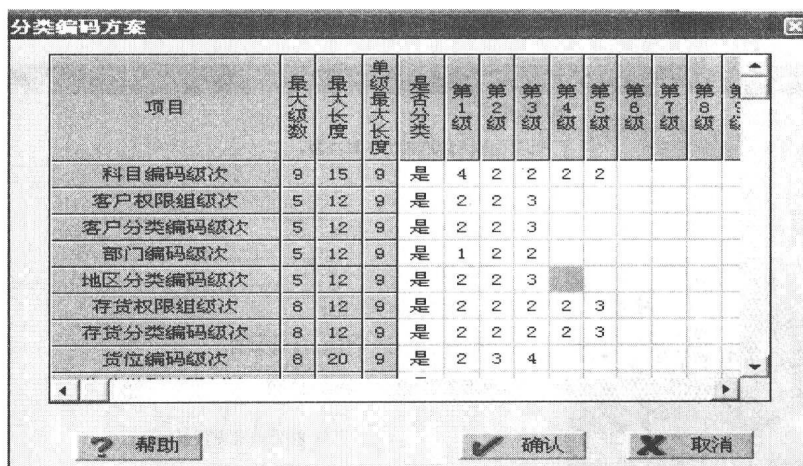 分类编码方案
项目 最大级数 最大长度 单级最大长度 是否分类 第1级 第2级 第3级 第4级 第5级 第6级 第7级 第8级
科目编码级次 9 15 9 是 4 2 2 2 2
客户权限组级次 5 12 9 是 2 2 3
客户分类编码级次 5 12 9 是 2 2 3
部门编码级次 5 12 9 是 1 2 2
地区分类编码级次 5 12 9 是 2 2 3
存货权限组级次 8 12 9 是 2 2 2 2 3
存货分类编码级次 8 12 9 是 2 2 2 2 3
货位编码级次 8 20 9 是 2 3 4
? 帮助 确认 取消